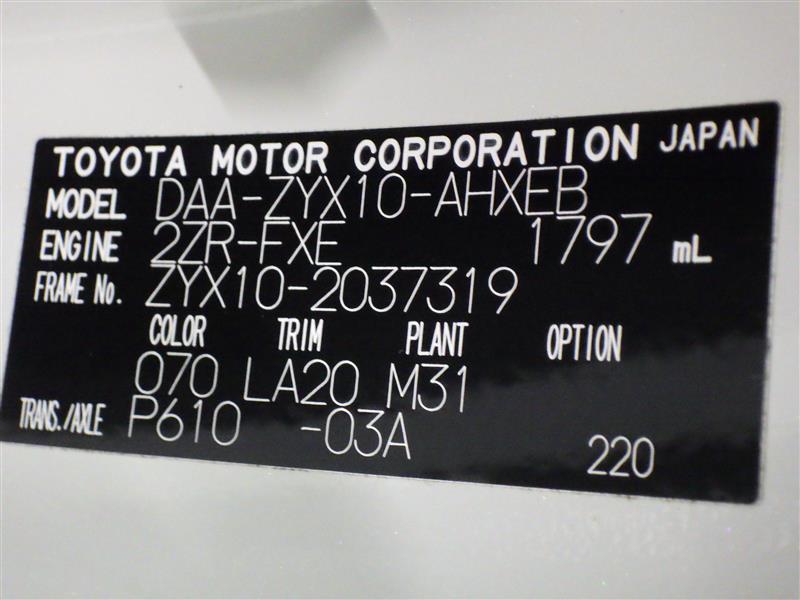 TOYOTA MOTOR CORPORATION JAPAN
MODEL DAA-ZYX10-AHXEB
ENGINE 2ZR-FXE 1797 mL
FRAME No. ZYX10-2037319
COLOR TRIM PLANT OPTION
070 LA20 M31
TRANS./AXLE P610 -03A 220